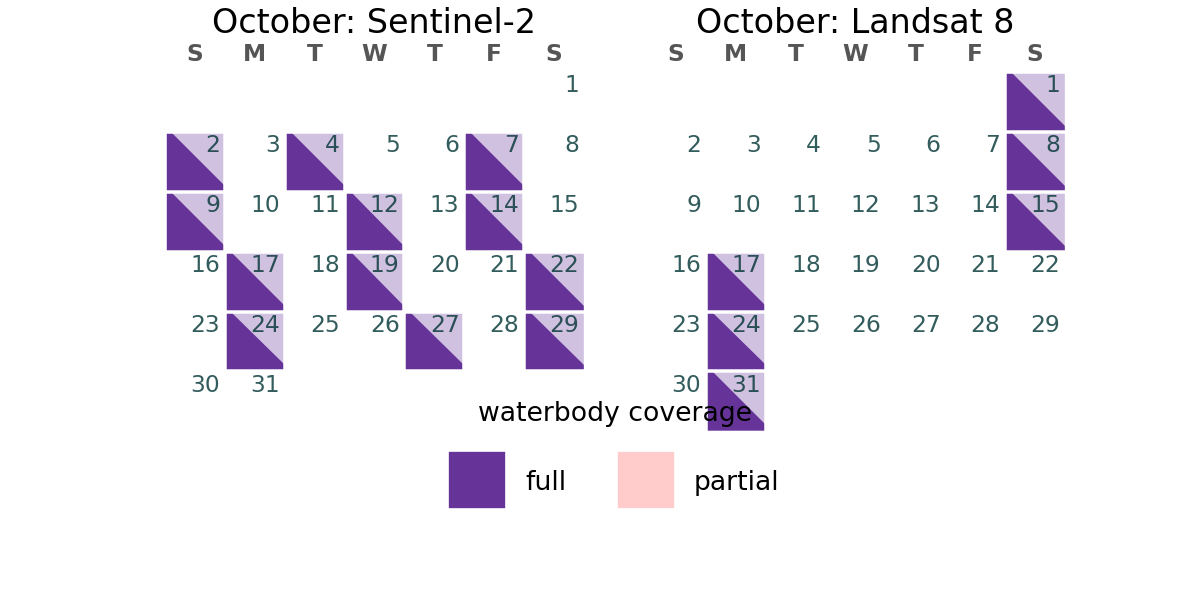 October: Sentinel-2
S M T W T F S
1
2 3 4 5 6 7 8
9 10 11 12 13 14 15
16 17 18 19 20 21 22
23 24 25 26 27 28 29
30 31
October: Landsat 8
S M T W T F S
1
2 3 4 5 6 7 8
9 10 11 12 13 14 15
16 17 18 19 20 21 22
23 24 25 26 27 28 29
30 31
waterbody coverage
full partial